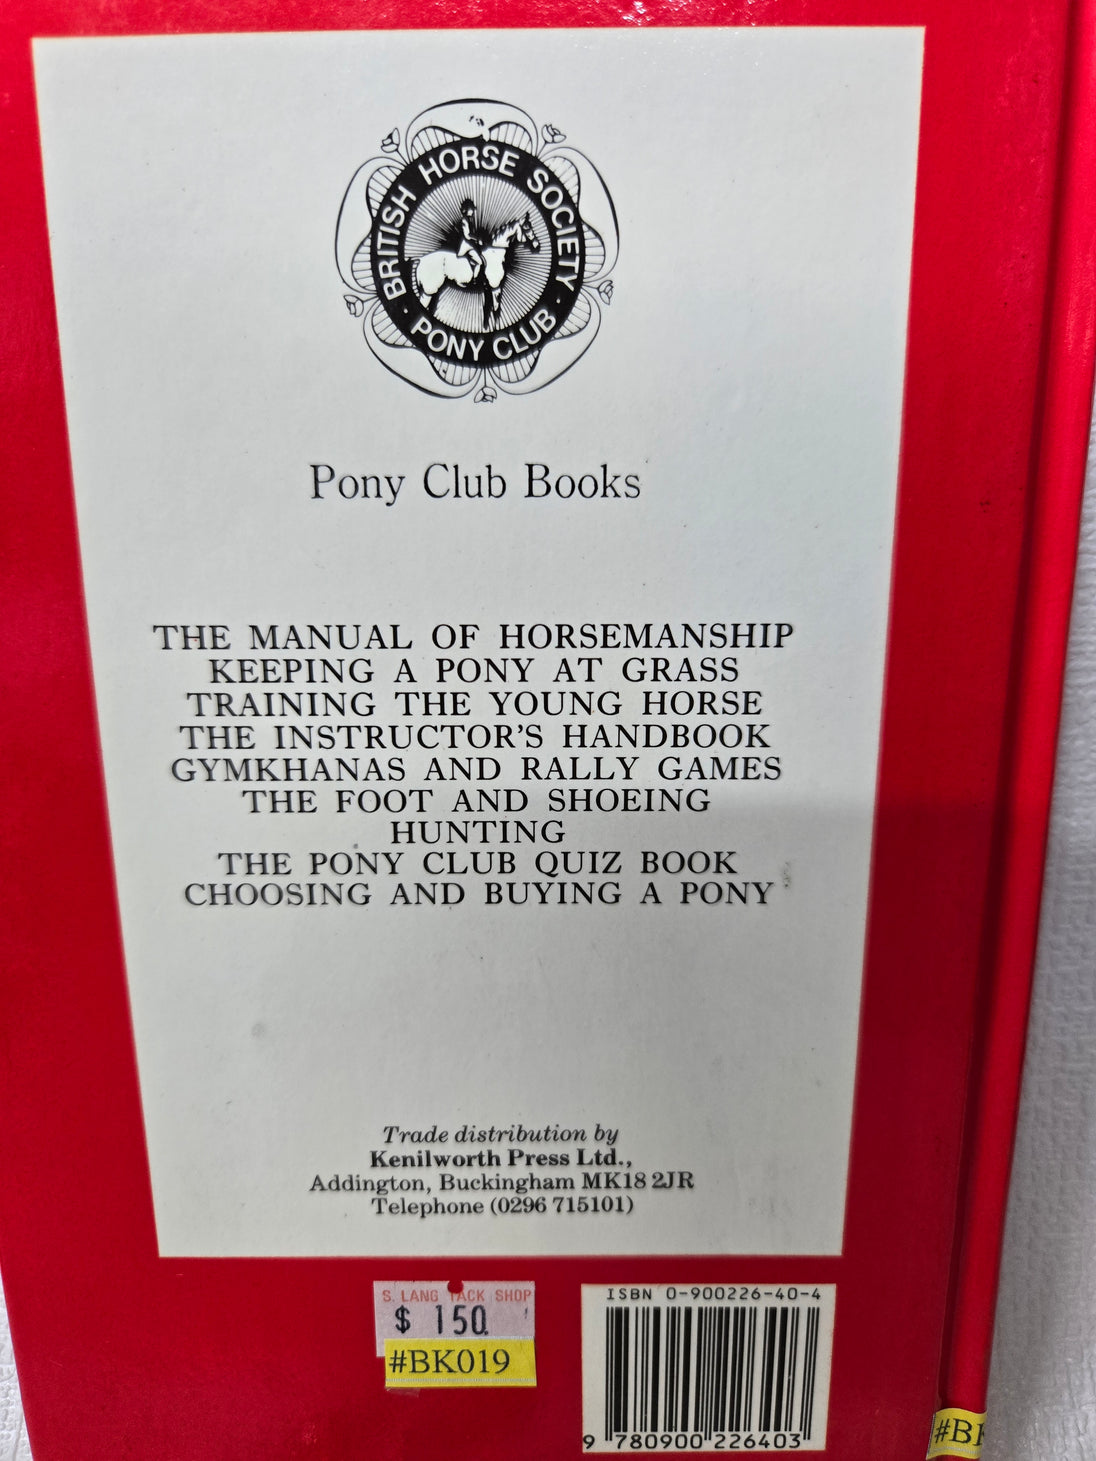 BRITISH HORSE SOCIETY
· PONY CLUB ·
Pony Club Books
THE MANUAL OF HORSEMANSHIP
KEEPING A PONY AT GRASS
TRAINING THE YOUNG HORSE
THE INSTRUCTOR'S HANDBOOK
GYMKHANAS AND RALLY GAMES
THE FOOT AND SHOEING
HUNTING
THE PONY CLUB QUIZ BOOK
CHOOSING AND BUYING A PONY
Trade distribution by
Kenilworth Press Ltd.,
Addington, Buckingham MK18 2JR
Telephone (0296 715101)
S. LANG TACK SHOP
$ 150.
#BK019
ISBN 0-900226-40-4
9 780900 226403
#BK